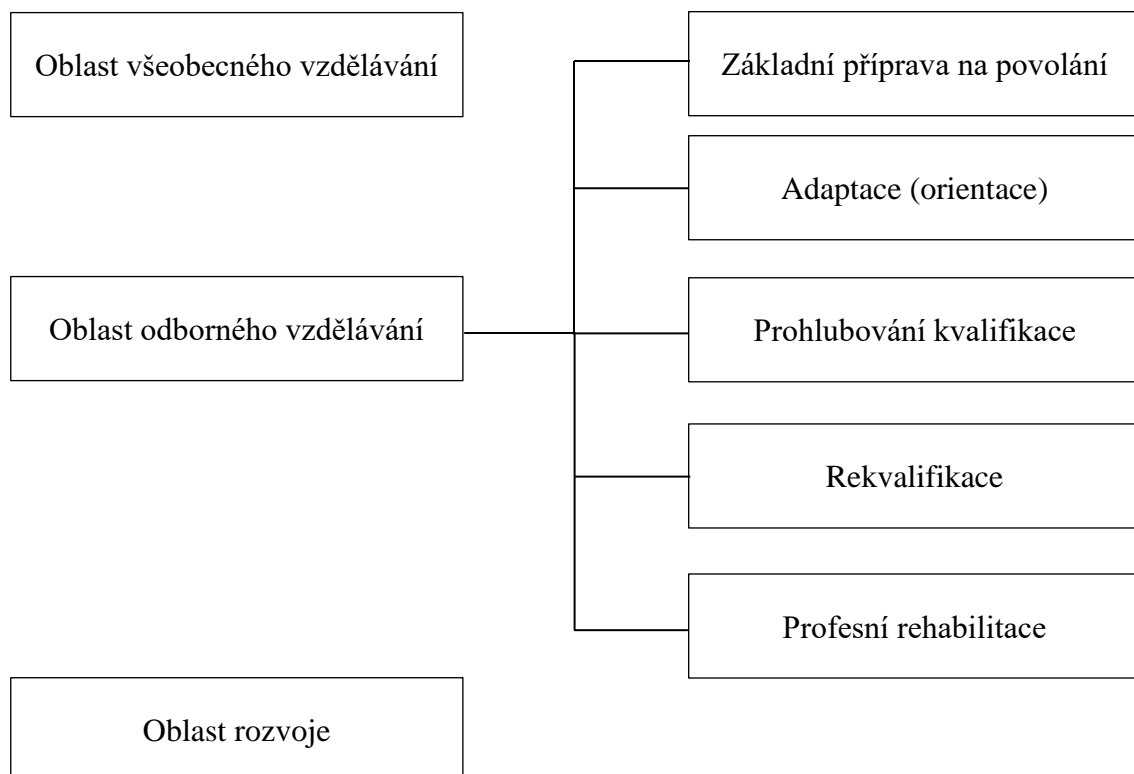 Oblast všeobecného vzdělávání
Základní příprava na povolání
Adaptace (orientace)
Oblast odborného vzdělávání
Prohlubování kvalifikace
Rekvalifikace
Profesní rehabilitace
Oblast rozvoje